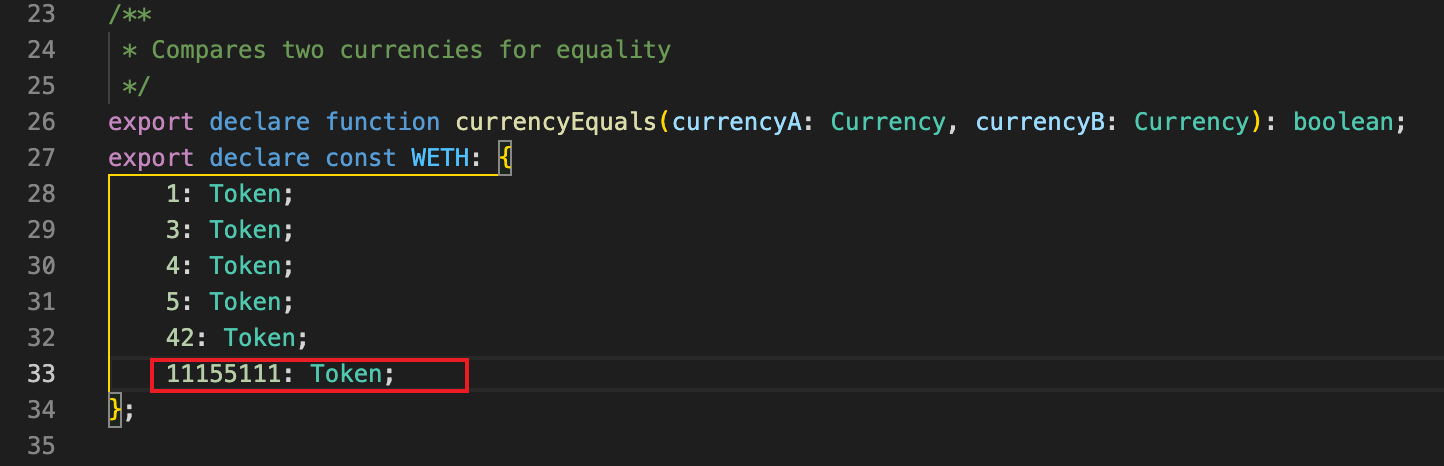 23 /**
24 * Compares two currencies for equality
25 */
26 export declare function currencyEquals(currencyA: Currency, currencyB: Currency): boolean;
27 export declare const WETH: {
28 1: Token;
29 3: Token;
30 4: Token;
31 5: Token;
32 42: Token;
33 11155111: Token;
34 };
35